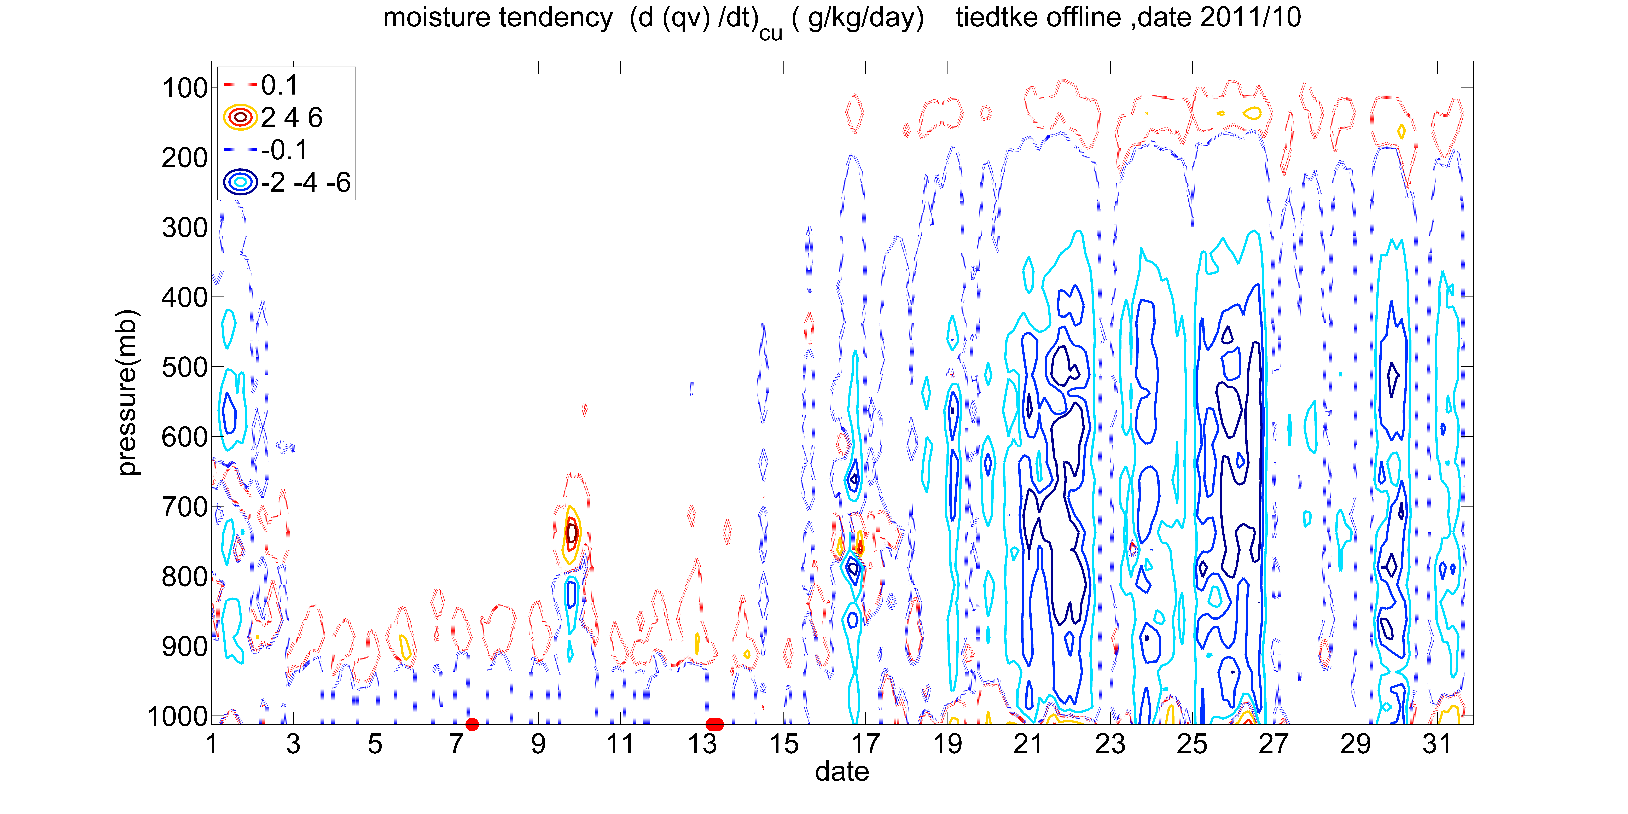 moisture tendency (d (qv) /dt)cu ( g/kg/day) tiedtke offline ,date 2011/10
0.1
2 4 6
-0.1
-2 -4 -6
pressure(mb)
100
200
300
400
500
600
700
800
900
1000
1 3 5 7 9 11 13 15 17 19 21 23 25 27 29 31
date